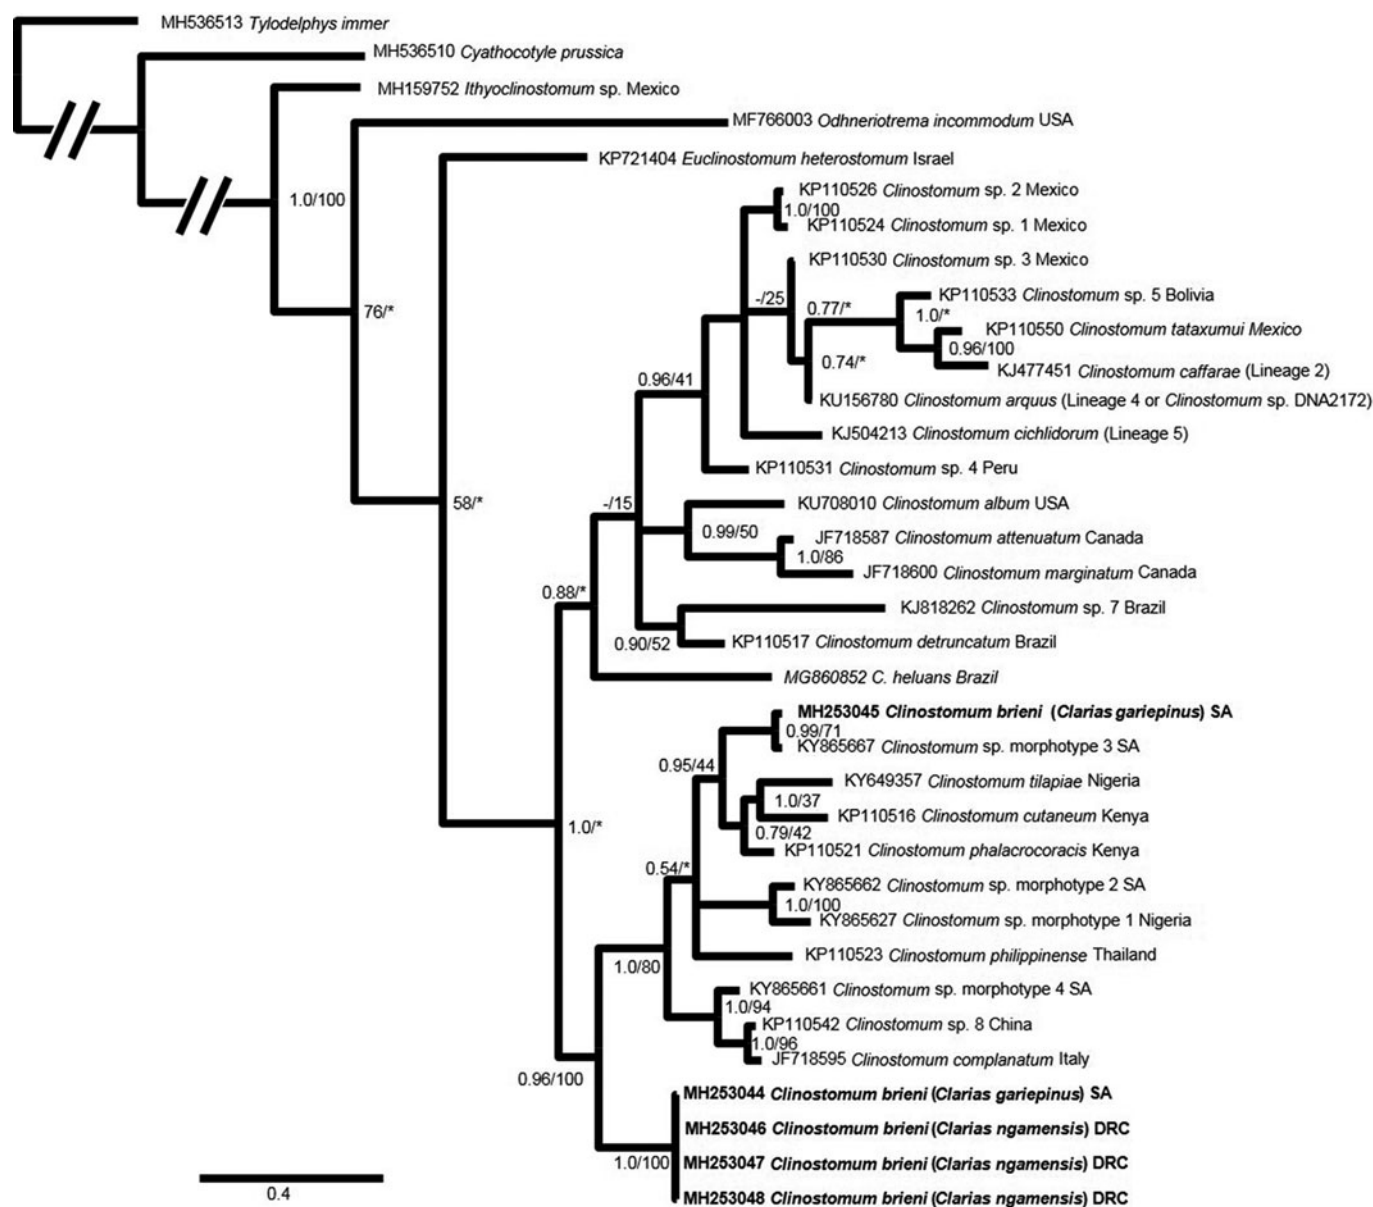 MH536513 Tylodelphys immer
MH536510 Cyathocotyle prussica
MH159752 Ithyoclinostomum sp. Mexico
MF766003 Odhneriotrema incommodum USA
KP721404 Euclinostomum heterostomum Israel
KP110526 Clinostomum sp. 2 Mexico
1.0/100
1.0/100
KP110524 Clinostomum sp. 1 Mexico
KP110530 Clinostomum sp. 3 Mexico
-/25
0.77/*
KP110533 Clinostomum sp. 5 Bolivia
76/*
1.0/*
KP110550 Clinostomum tataxumui Mexico
0.96/100
0.74/*
KJ477451 Clinostomum caffarae (Lineage 2)
0.96/41
KU156780 Clinostomum arquus (Lineage 4 or Clinostomum sp. DNA2172)
KJ504213 Clinostomum cichlidorum (Lineage 5)
KP110531 Clinostomum sp. 4 Peru
58/*
-/15
KU708010 Clinostomum album USA
0.99/50
JF718587 Clinostomum attenuatum Canada
1.0/86
JF718600 Clinostomum marginatum Canada
0.88/*
KJ818262 Clinostomum sp. 7 Brazil
0.90/52
KP110517 Clinostomum detruncatum Brazil
MG860852 C. heluans Brazil
MH253045 Clinostomum brieni (Clarias gariepinus) SA
0.99/71
KY865667 Clinostomum sp. morphotype 3 SA
0.95/44
KY649357 Clinostomum tilapiae Nigeria
1.0/37
KP110516 Clinostomum cutaneum Kenya
1.0/*
0.79/42
KP110521 Clinostomum phalacrocoracis Kenya
0.54/*
KY865662 Clinostomum sp. morphotype 2 SA
1.0/100
KY865627 Clinostomum sp. morphotype 1 Nigeria
KP110523 Clinostomum philippinense Thailand
1.0/80
KY865661 Clinostomum sp. morphotype 4 SA
1.0/94
KP110542 Clinostomum sp. 8 China
1.0/96
JF718595 Clinostomum complanatum Italy
0.96/100
MH253044 Clinostomum brieni (Clarias gariepinus) SA
MH253046 Clinostomum brieni (Clarias ngamensis) DRC
1.0/100
MH253047 Clinostomum brieni (Clarias ngamensis) DRC
0.4
MH253048 Clinostomum brieni (Clarias ngamensis) DRC